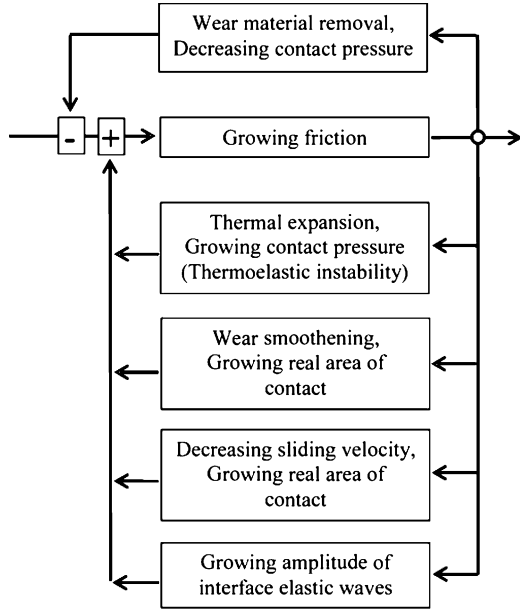 Wear material removal,
Decreasing contact pressure
- +
Growing friction
Thermal expansion,
Growing contact pressure
(Thermoelastic instability)
Wear smoothening,
Growing real area of
contact
Decreasing sliding velocity,
Growing real area of
contact
Growing amplitude of
interface elastic waves